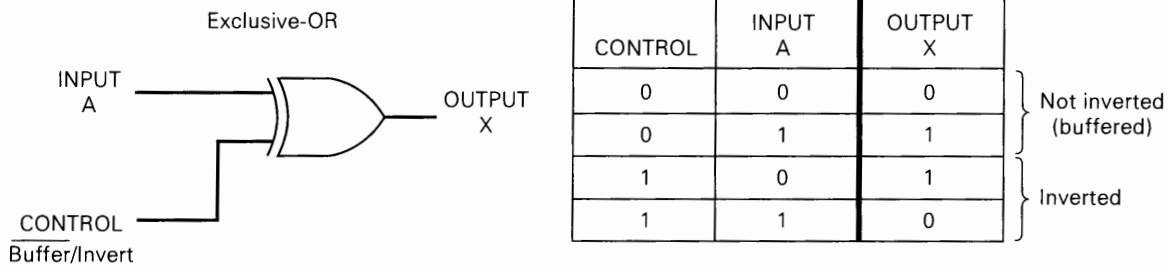 Exclusive-OR
INPUT
A
OUTPUT
X
CONTROL
Buffer/Invert
CONTROL INPUT A OUTPUT X
0 0 0
0 1 1
Not inverted
(buffered)
1 0 1
1 1 0
Inverted